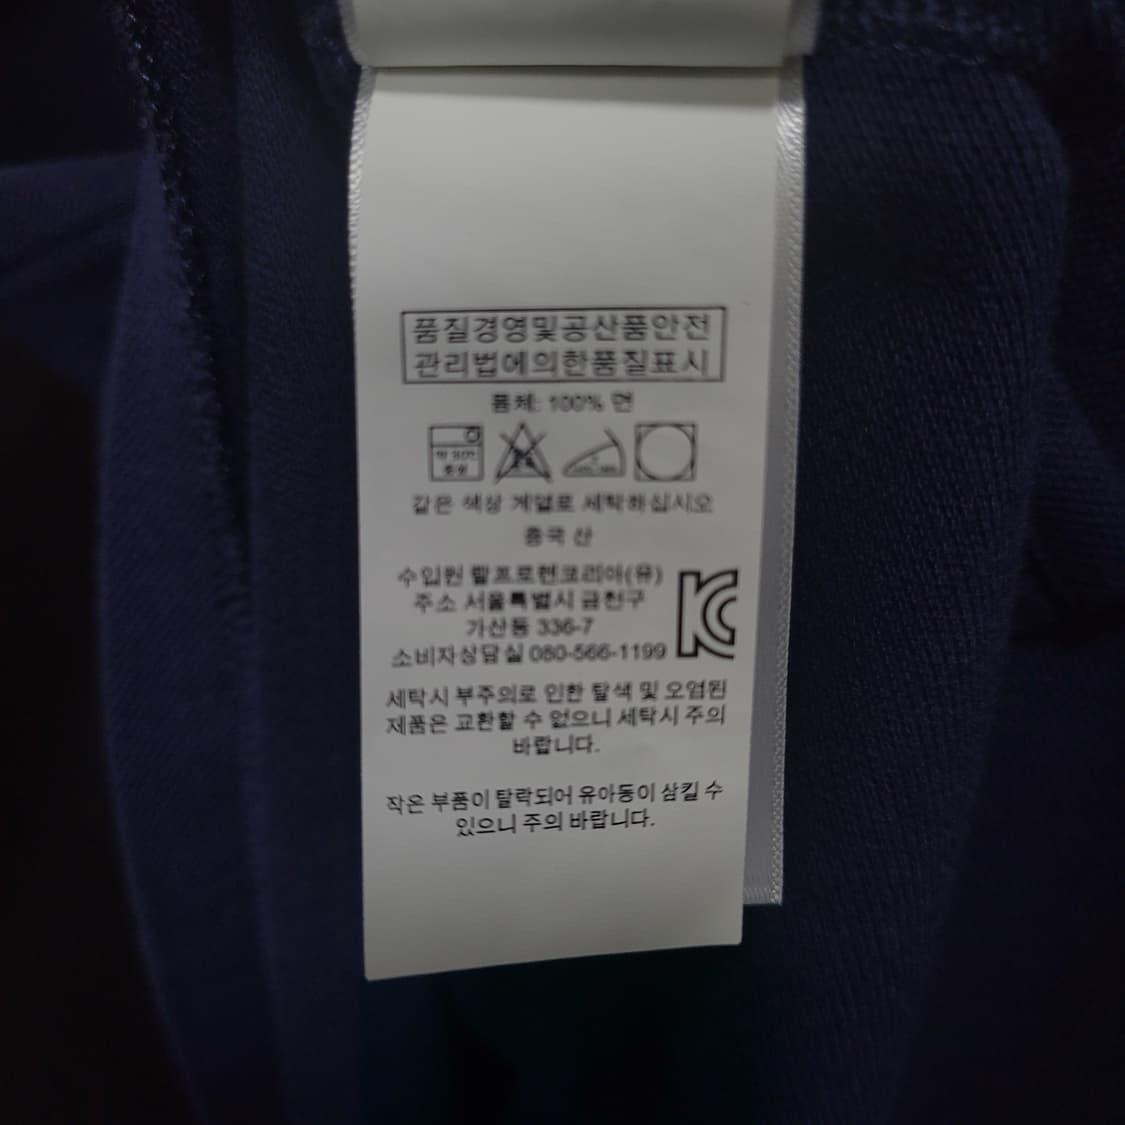 품질경영및공산품안전
관리법에의한품질표시
몸체: 100% 면
같은 색상 계열로 세탁하십시오
중국 산
수입원 랄프로렌코리아(유)
주소 서울특별시 금천구
가산동 336-7
소비자상담실 080-566-1199
세탁시 부주의로 인한 탈색 및 오염된
제품은 교환할 수 없으니 세탁시 주의
바랍니다.
작은 부품이 탈락되어 유아동이 삼킬 수
있으니 주의 바랍니다.